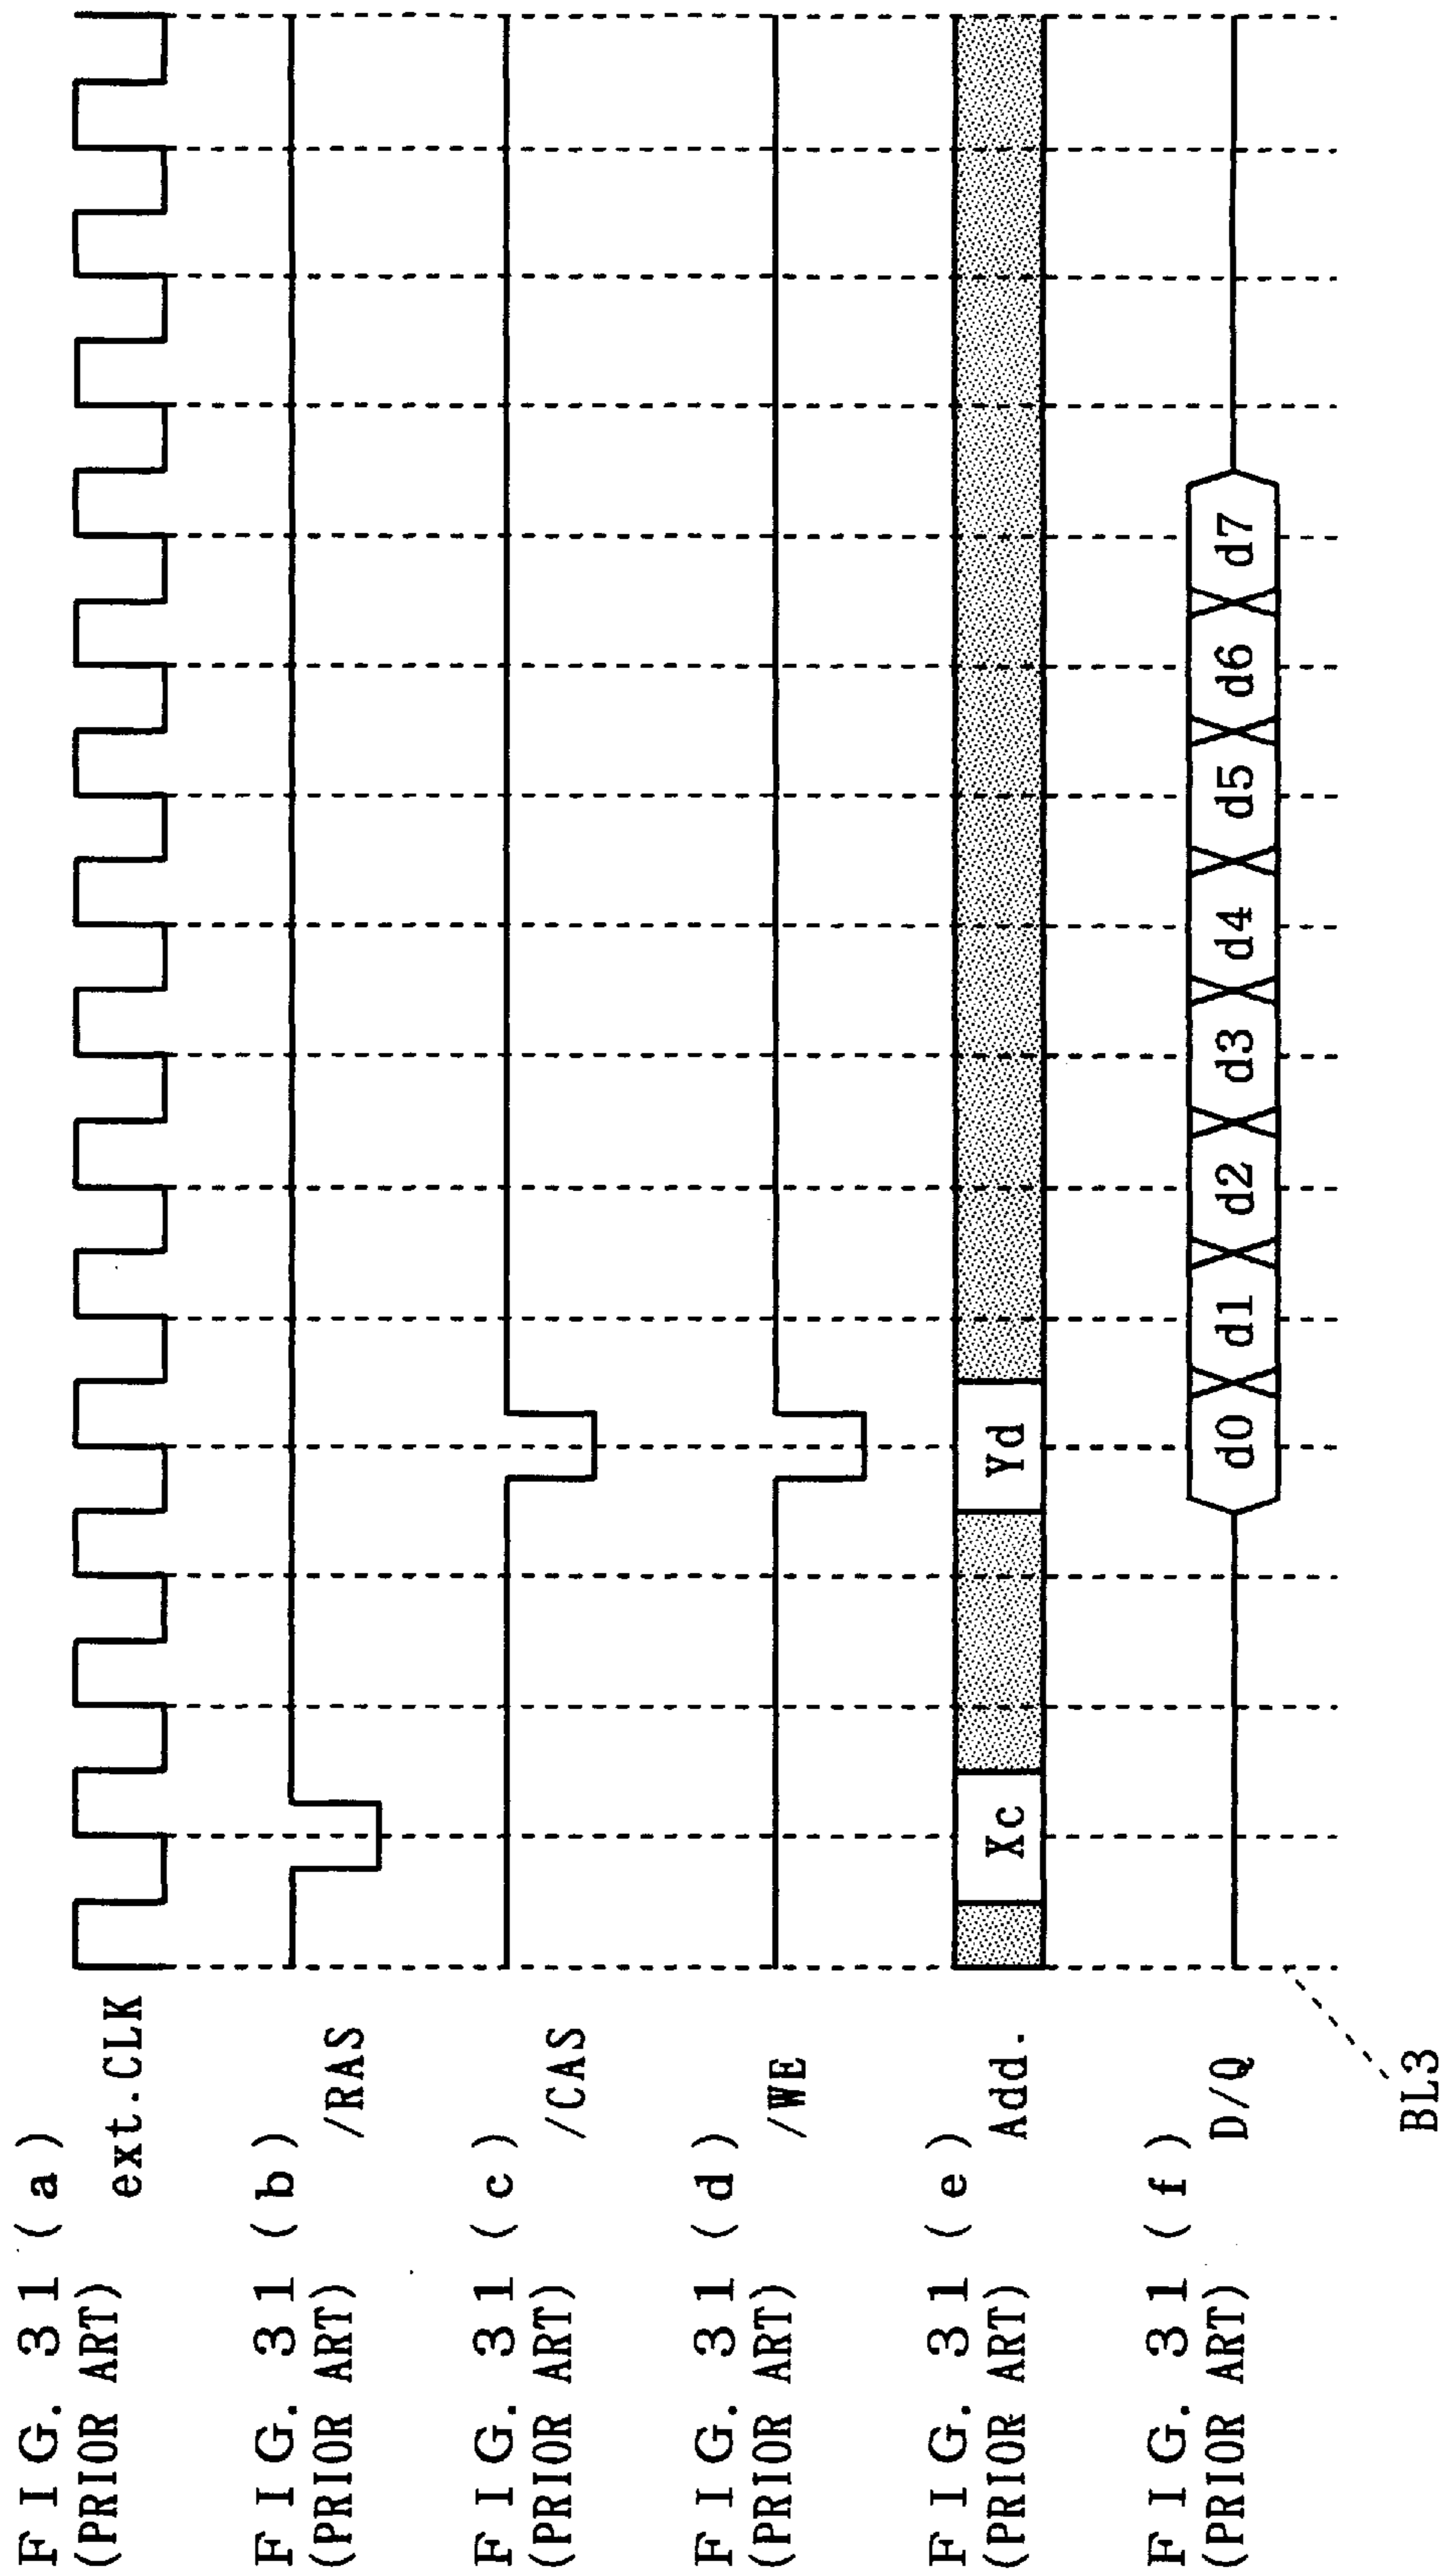 FIG. 31 (a)
(PRIOR ART)
ext.CLK
FIG. 31 (b)
(PRIOR ART)
/RAS
FIG. 31 (c)
(PRIOR ART)
/CAS
FIG. 31 (d)
(PRIOR ART)
/WE
FIG. 31 (e)
(PRIOR ART)
Add.
Xc Yd
FIG. 31 (f)
(PRIOR ART)
D/Q
d0 d1 d2 d3 d4 d5 d6 d7
BL3